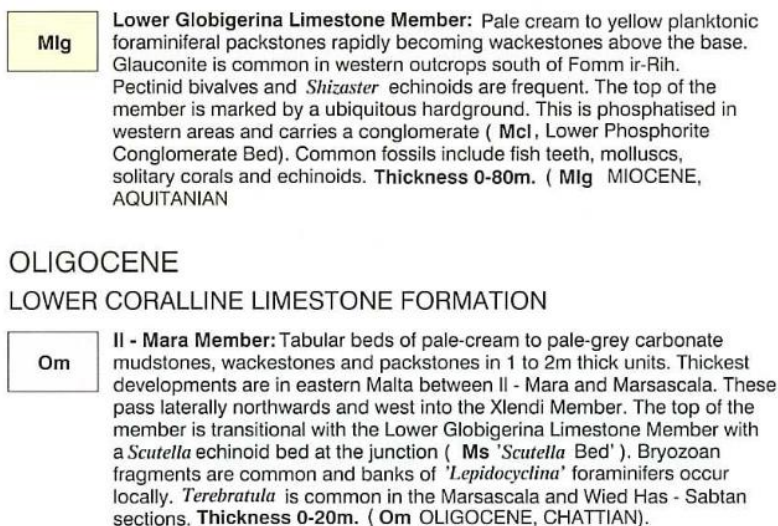 Mlg
Lower Globigerina Limestone Member: Pale cream to yellow planktonic
foraminiferal packstones rapidly becoming wackestones above the base.
Glauconite is common in western outcrops south of Fomm ir-Rih.
Pectinid bivalves and Shizaster echinoids are frequent. The top of the
member is marked by a ubiquitous hardground. This is phosphatised in
western areas and carries a conglomerate ( Mcl, Lower Phosphorite
Conglomerate Bed). Common fossils include fish teeth, molluscs,
solitary corals and echinoids. Thickness 0-80m. ( Mlg MIOCENE,
AQUITANIAN
OLIGOCENE
LOWER CORALLINE LIMESTONE FORMATION
Om
Il - Mara Member: Tabular beds of pale-cream to pale-grey carbonate
mudstones, wackestones and packstones in 1 to 2m thick units. Thickest
developments are in eastern Malta between Il - Mara and Marsascala. These
pass laterally northwards and west into the Xlendi Member. The top of the
member is transitional with the Lower Globigerina Limestone Member with
a Scutella echinoid bed at the junction ( Ms 'Scutella Bed' ). Bryozoan
fragments are common and banks of 'Lepidocyclina' foraminifers occur
locally. Terebratula is common in the Marsascala and Wied Has - Sabtan
sections. Thickness 0-20m. ( Om OLIGOCENE, CHATTIAN).